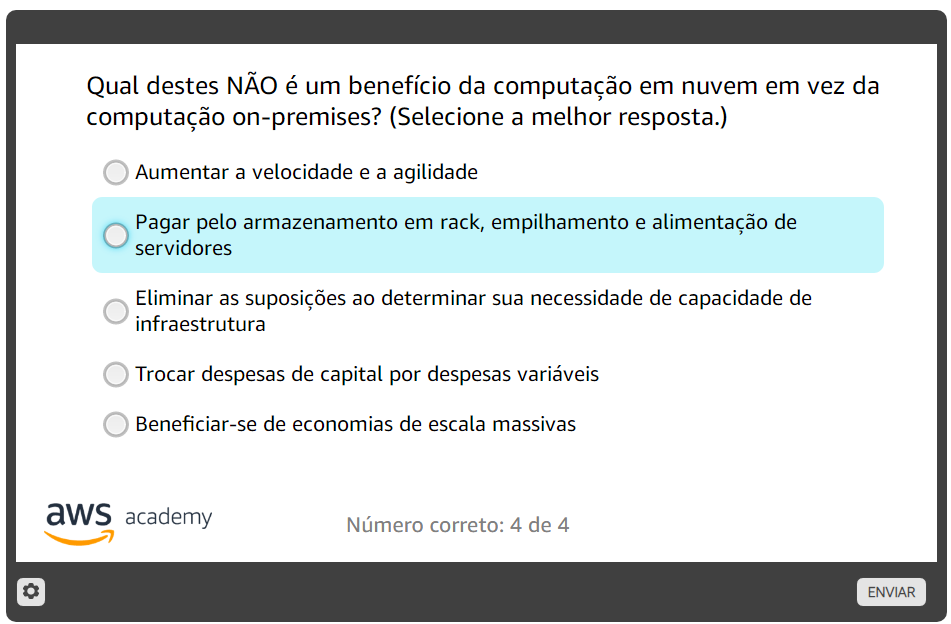 Qual destes NÃO é um benefício da computação em nuvem em vez da
computação on-premises? (Selecione a melhor resposta.)
Aumentar a velocidade e a agilidade
Pagar pelo armazenamento em rack, empilhamento e alimentação de
servidores
Eliminar as suposições ao determinar sua necessidade de capacidade de
infraestrutura
Trocar despesas de capital por despesas variáveis
Beneficiar-se de economias de escala massivas
aws academy
Número correto: 4 de 4
ENVIAR